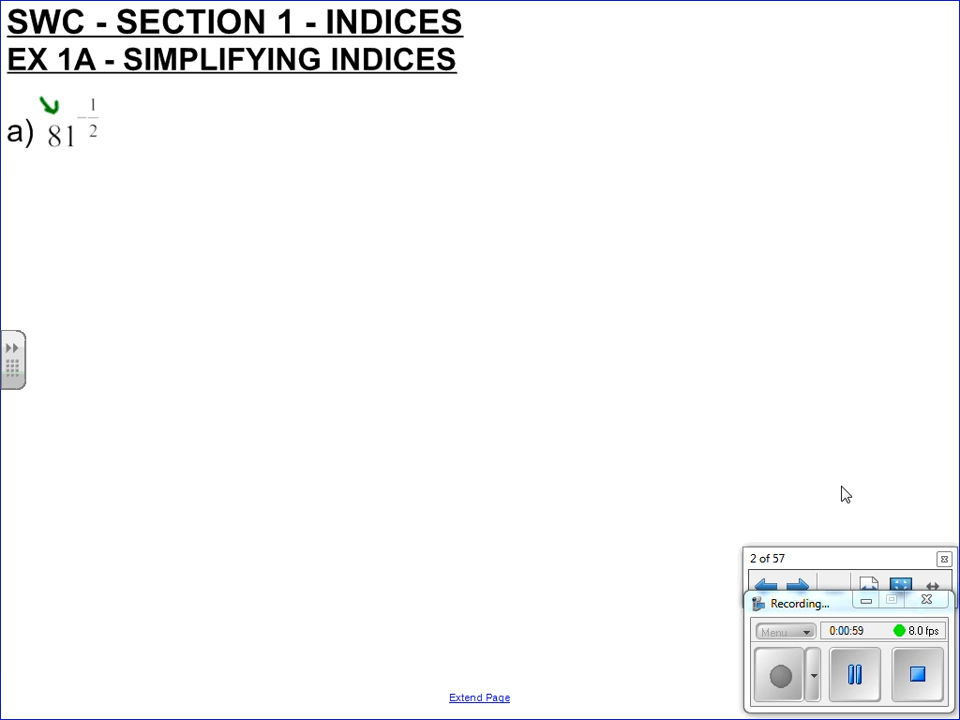 SWC - SECTION 1 - INDICES
EX 1A - SIMPLIFYING INDICES
a) 81^{-\frac{1}{2}}
2 of 57
Recording...
Menu
0:00:59
8.0 fps
Extend Page